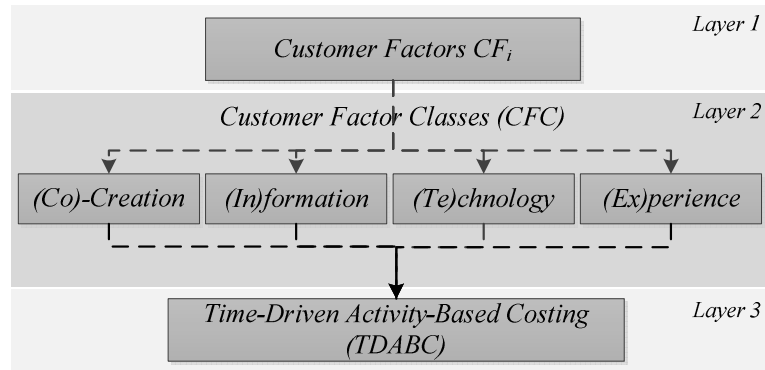 Layer 1
Customer Factors CFi
Layer 2
Customer Factor Classes (CFC)
(Co)-Creation
(In)formation
(Te)chnology
(Ex)perience
Layer 3
Time-Driven Activity-Based Costing
(TDABC)